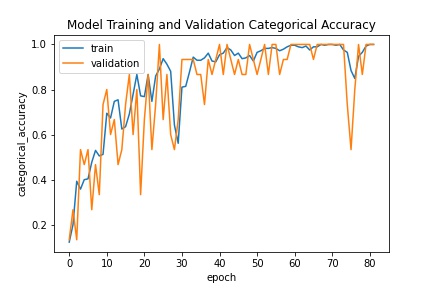 Model Training and Validation Categorical Accuracy
train
validation
1.0
0.8
0.6
0.4
0.2
categorical_accuracy
0 10 20 30 40 50 60 70 80
epoch